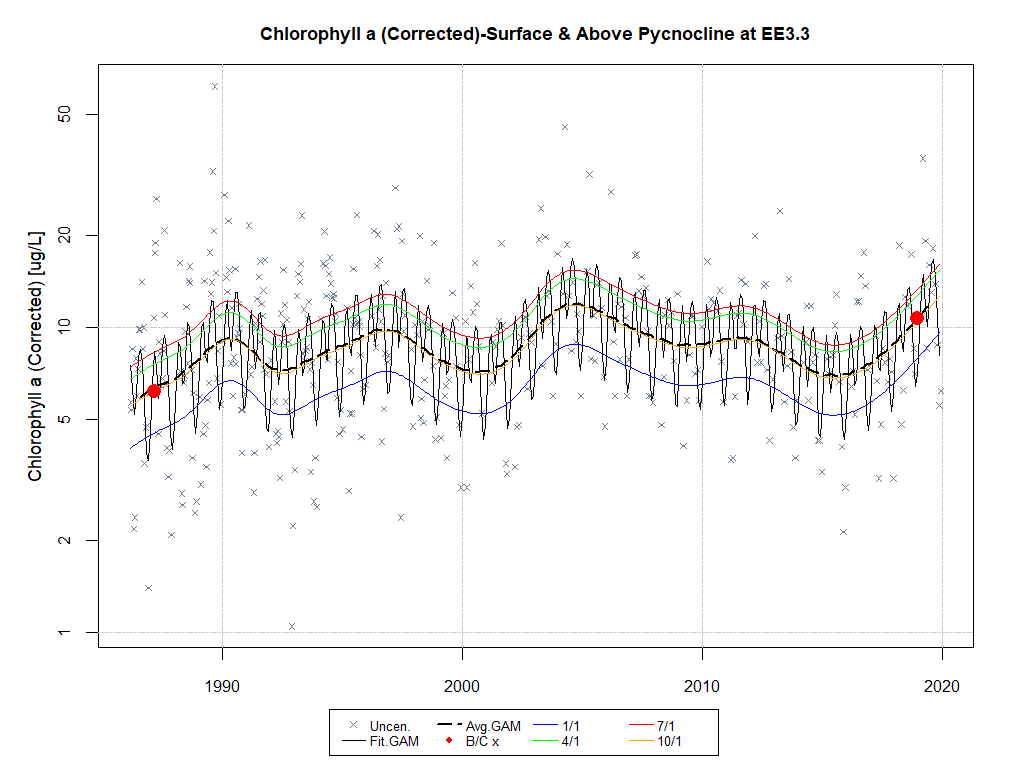 Chlorophyll a (Corrected)-Surface & Above Pycnocline at EE3.3
Chlorophyll a (Corrected) [ug/L]
50
20
10
5
2
1
1990 2000 2010 2020
Uncen. Avg.GAM 1/1 7/1
Fit.GAM B/C x 4/1 10/1